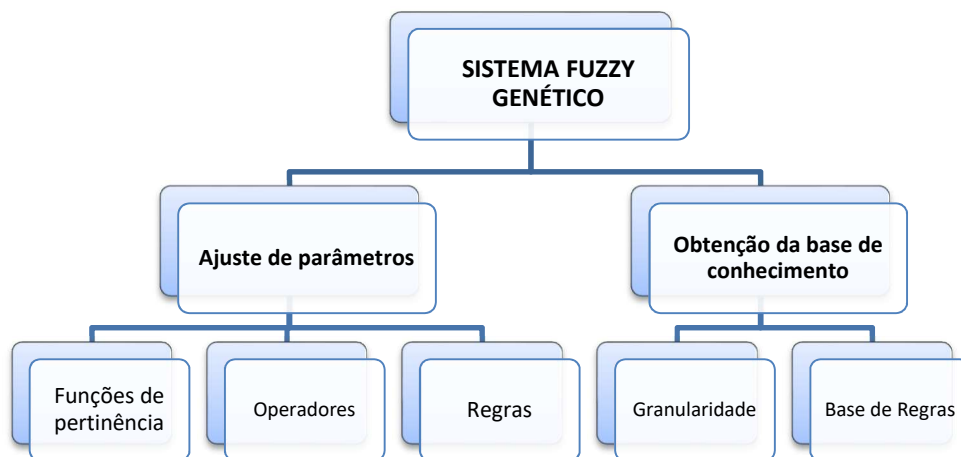 SISTEMA FUZZY
GENÉTICO
Ajuste de parâmetros
Obtenção da base de
conhecimento
Funções de
pertinência
Operadores
Regras
Granularidade
Base de Regras